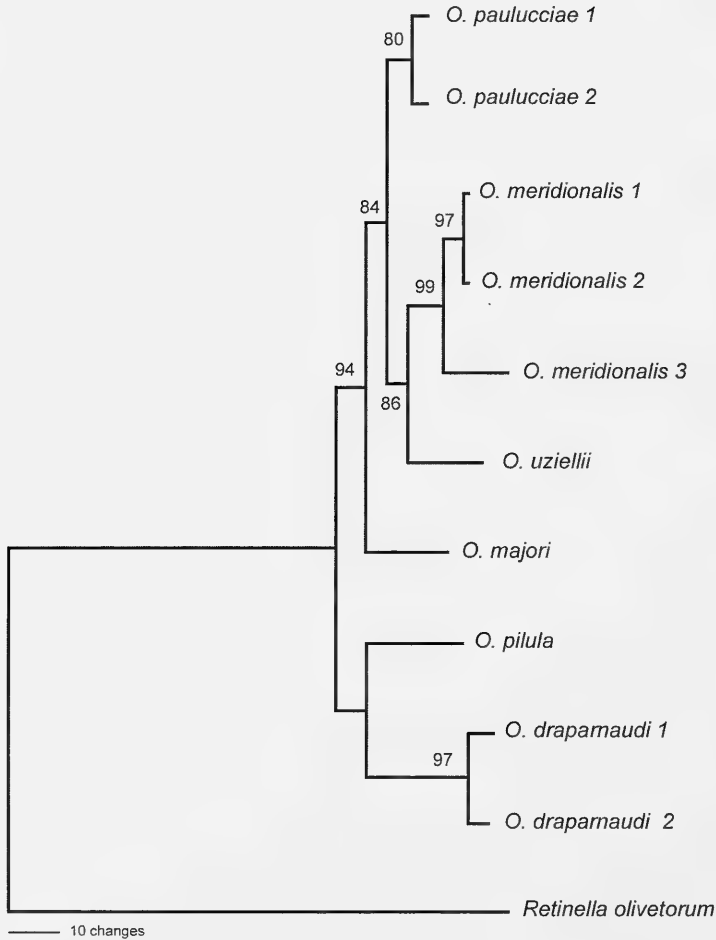 O. paulucciae 1
80
O. paulucciae 2
O. meridionalis 1
97
84
O. meridionalis 2
99
94
O. meridionalis 3
86
O. uziellii
O. majori
O. pilula
O. draparnaudi 1
97
O. draparnaudi 2
Retinella olivetorum
10 changes